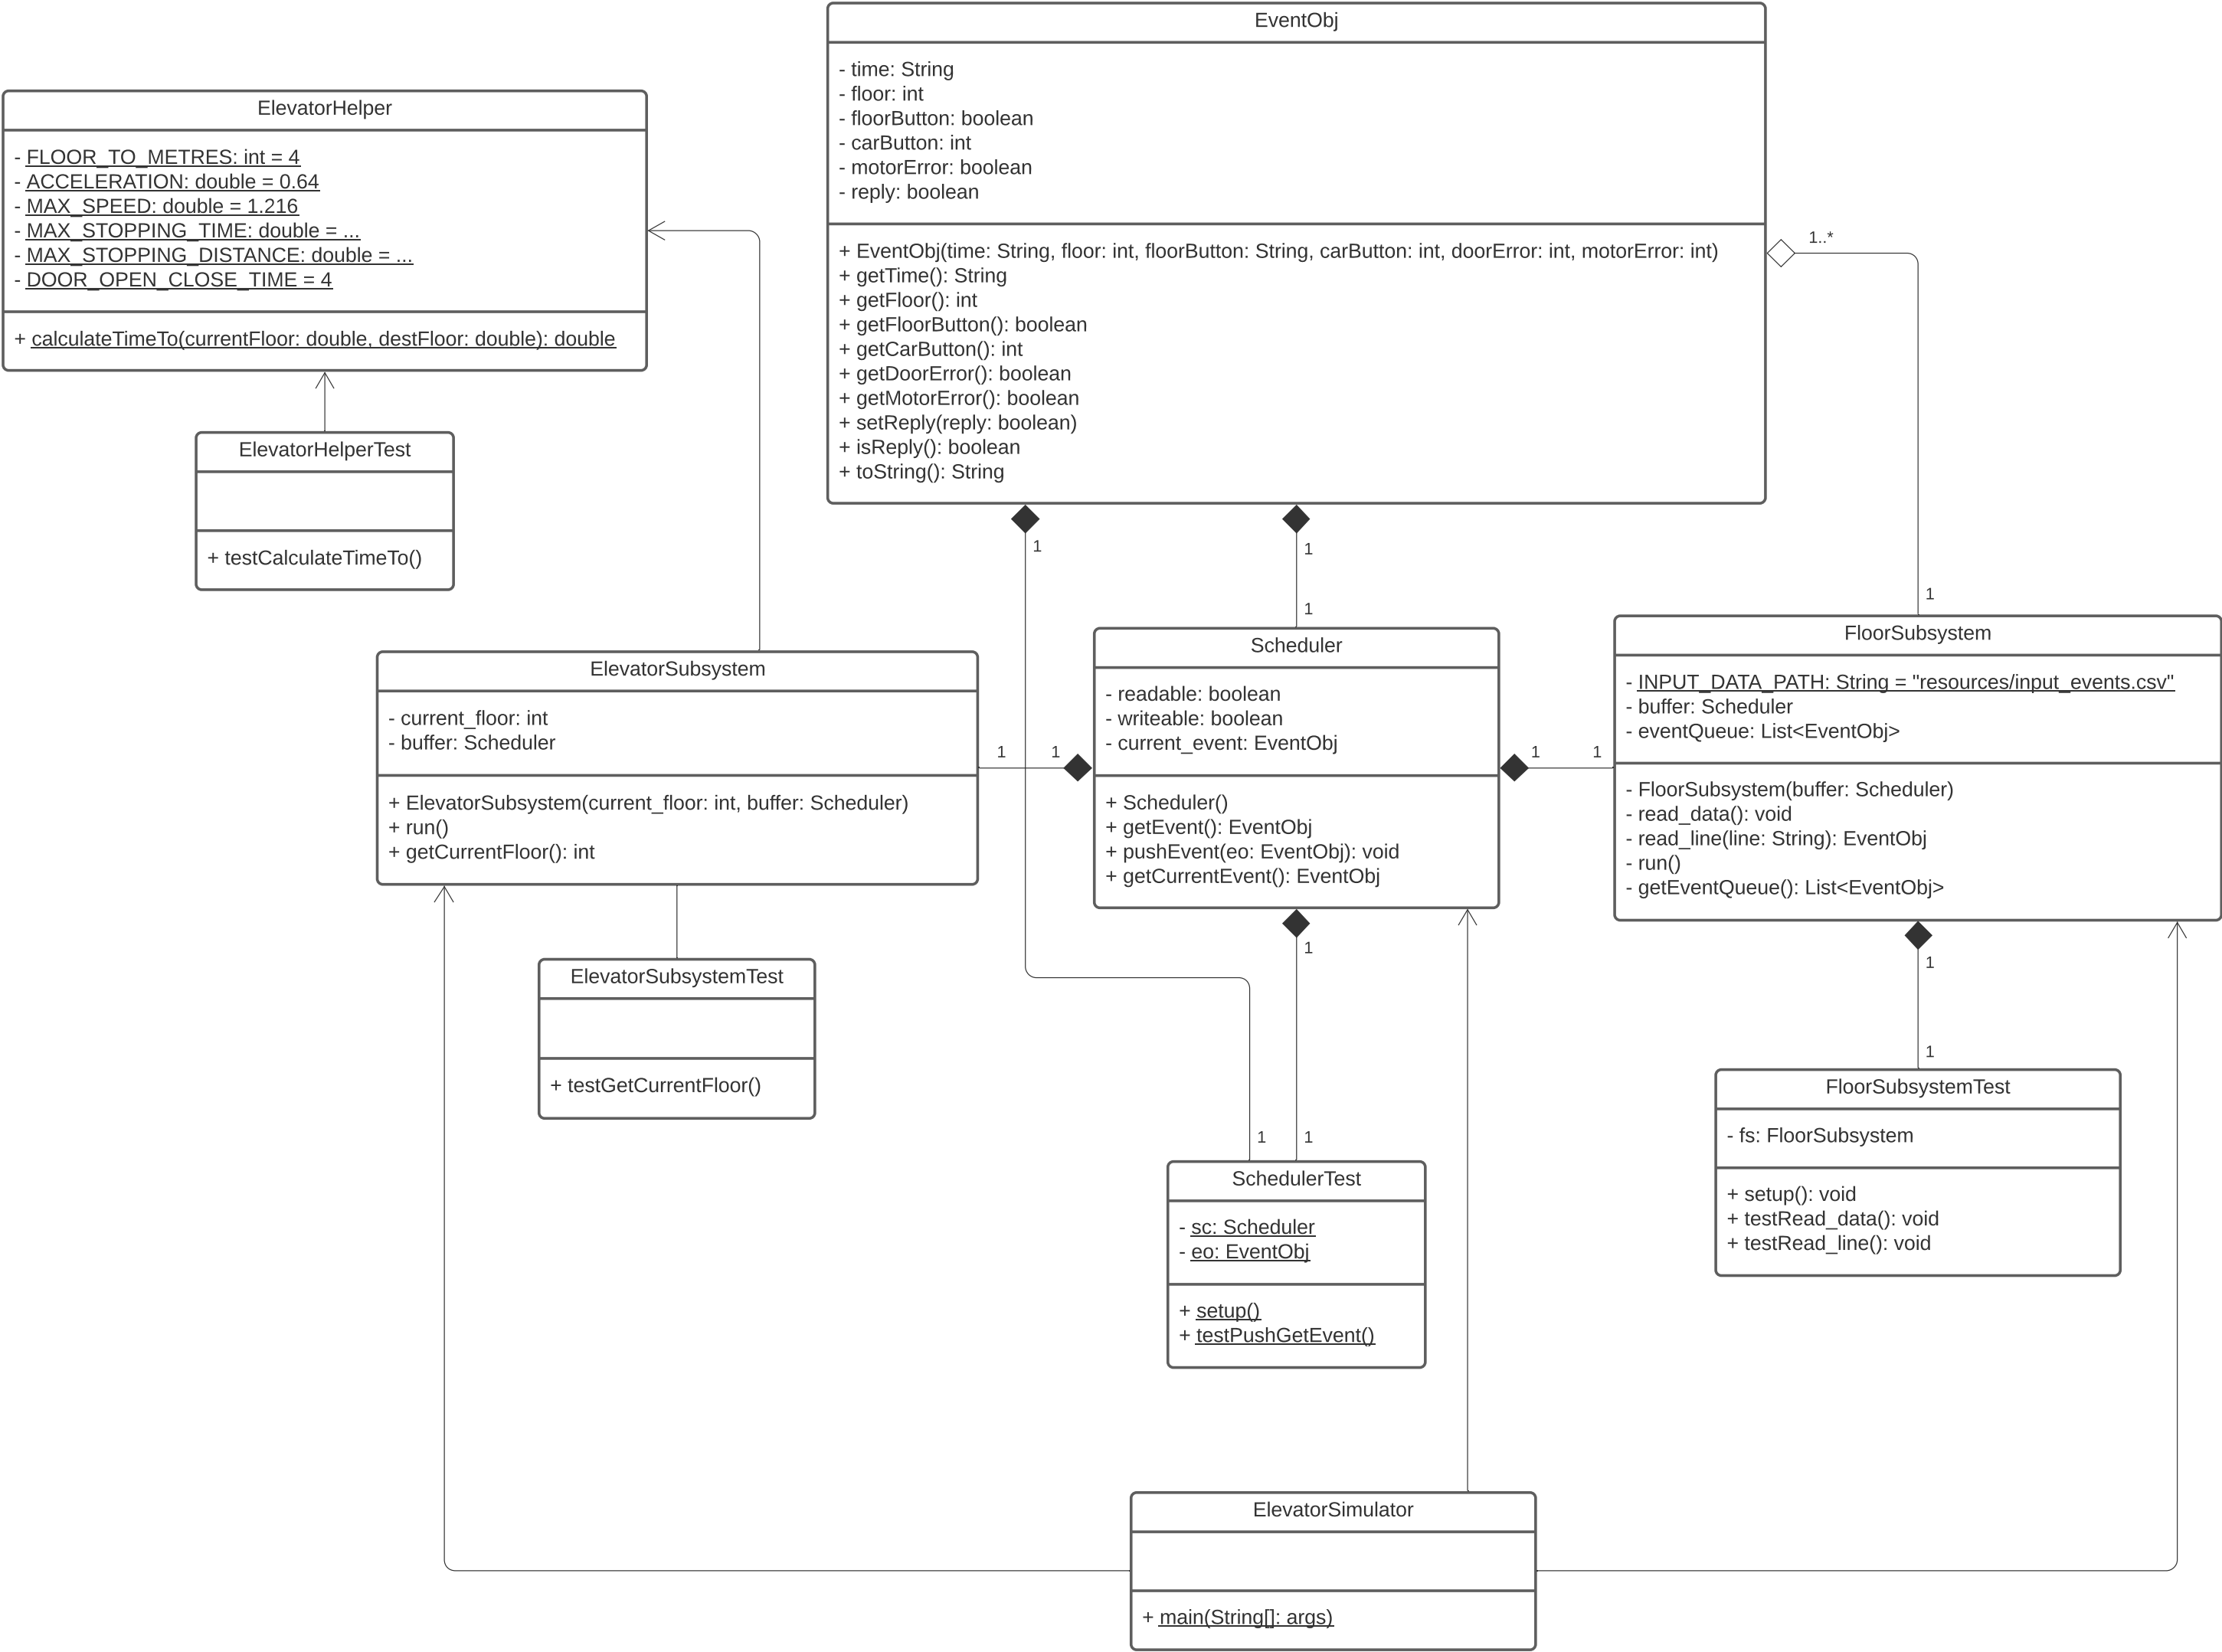 EventObj
- time: String
- floor: int
- floorButton: boolean
- carButton: int
- motorError: boolean
- reply: boolean
+ EventObj(time: String, floor: int, floorButton: String, carButton: int, doorError: int, motorError: int)
+ getTime(): String
+ getFloor(): int
+ getFloorButton(): boolean
+ getCarButton(): int
+ getDoorError(): boolean
+ getMotorError(): boolean
+ setReply(reply: boolean)
+ isReply(): boolean
+ toString(): String
ElevatorHelper
- FLOOR_TO_METRES: int = 4
- ACCELERATION: double = 0.64
- MAX_SPEED: double = 1.216
- MAX_STOPPING_TIME: double = ...
- MAX_STOPPING_DISTANCE: double = ...
- DOOR_OPEN_CLOSE_TIME = 4
+ calculateTimeTo(currentFloor: double, destFloor: double): double
ElevatorHelperTest
+ testCalculateTimeTo()
1..*
1
1
1
1
1
ElevatorSubsystem
- current_floor: int
- buffer: Scheduler
+ ElevatorSubsystem(current_floor: int, buffer: Scheduler)
+ run()
+ getCurrentFloor(): int
1
1
Scheduler
- readable: boolean
- writeable: boolean
- current_event: EventObj
+ Scheduler()
+ getEvent(): EventObj
+ pushEvent(eo: EventObj): void
+ getCurrentEvent(): EventObj
1
1
FloorSubsystem
- INPUT_DATA_PATH: String = "resources/input_events.csv"
- buffer: Scheduler
- eventQueue: List<EventObj>
- FloorSubsystem(buffer: Scheduler)
- read_data(): void
- read_line(line: String): EventObj
- run()
- getEventQueue(): List<EventObj>
ElevatorSubsystemTest
+ testGetCurrentFloor()
1
1
1
1
SchedulerTest
- sc: Scheduler
- eo: EventObj
+ setup()
+ testPushGetEvent()
FloorSubsystemTest
- fs: FloorSubsystem
+ setup(): void
+ testRead_data(): void
+ testRead_line(): void
ElevatorSimulator
+ main(String[]: args)